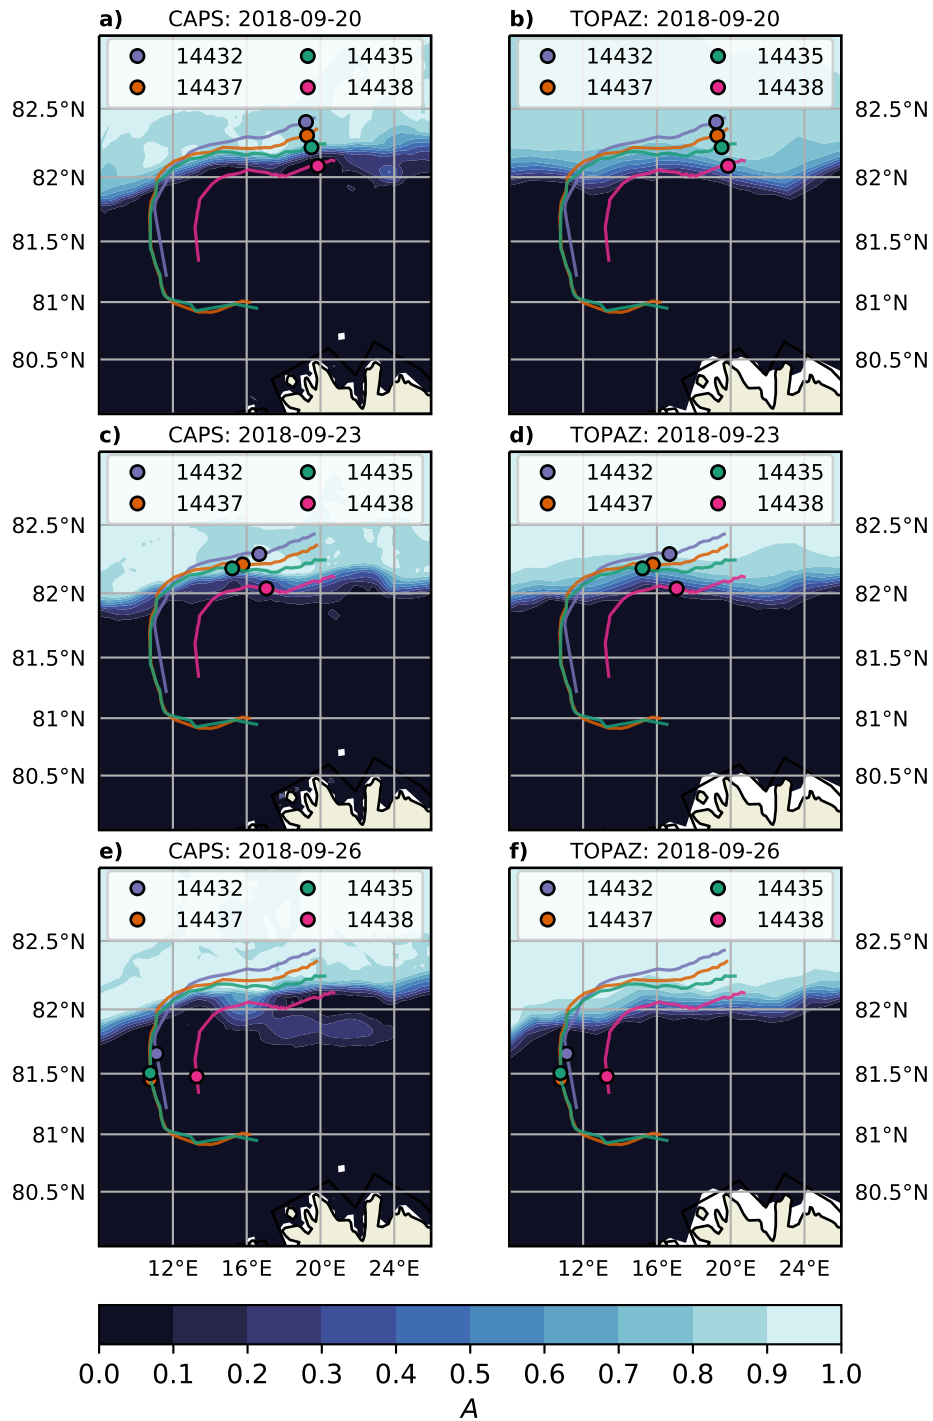 a) CAPS: 2018-09-20
b) TOPAZ: 2018-09-20
14432 14435
14437 14438
14432 14435
14437 14438
82.5°N 82.5°N
82°N 82°N
81.5°N 81.5°N
81°N 81°N
80.5°N 80.5°N
c) CAPS: 2018-09-23
d) TOPAZ: 2018-09-23
14432 14435
14437 14438
14432 14435
14437 14438
82.5°N 82.5°N
82°N 82°N
81.5°N 81.5°N
81°N 81°N
80.5°N 80.5°N
e) CAPS: 2018-09-26
f) TOPAZ: 2018-09-26
14432 14435
14437 14438
14432 14435
14437 14438
82.5°N 82.5°N
82°N 82°N
81.5°N 81.5°N
81°N 81°N
80.5°N 80.5°N
12°E 16°E 20°E 24°E
12°E 16°E 20°E 24°E
0.0 0.1 0.2 0.3 0.4 0.5 0.6 0.7 0.8 0.9 1.0
A